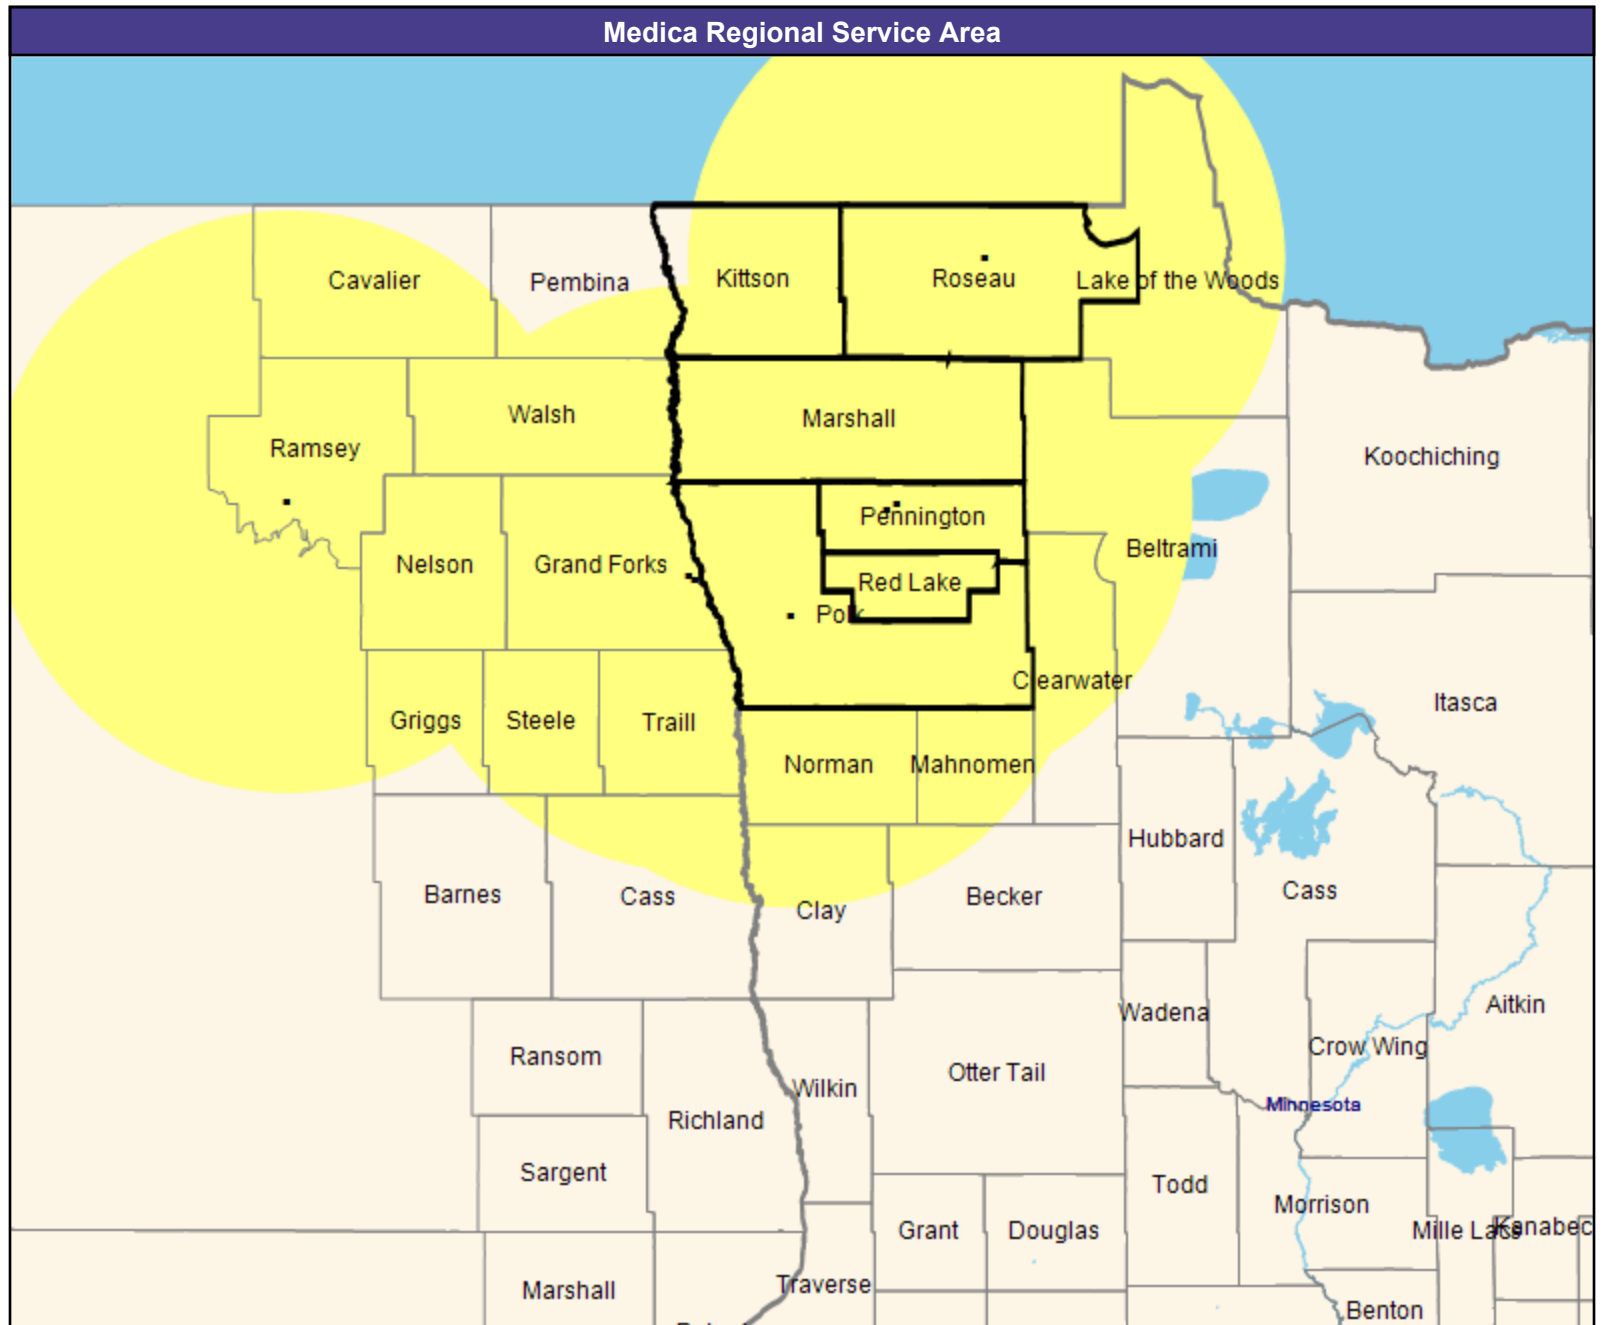 Medica Regional Service Area
Cavalier
Pembina
Kittson
Roseau
Lake of the Woods
Walsh
Marshall
Ramsey
Koochiching
Pennington
Beltrami
Nelson
Grand Forks
Red Lake
Polk
Clearwater
Itasca
Griggs
Steele
Traill
Norman
Mahnomen
Hubbard
Barnes
Cass
Clay
Becker
Cass
Wadena
Aitkin
Ransom
Crow Wing
Otter Tail
Wilkin
Minnesota
Richland
Sargent
Todd
Morrison
Grant
Douglas
Mille Lacs
Kanabec
Marshall
Traverse
Benton